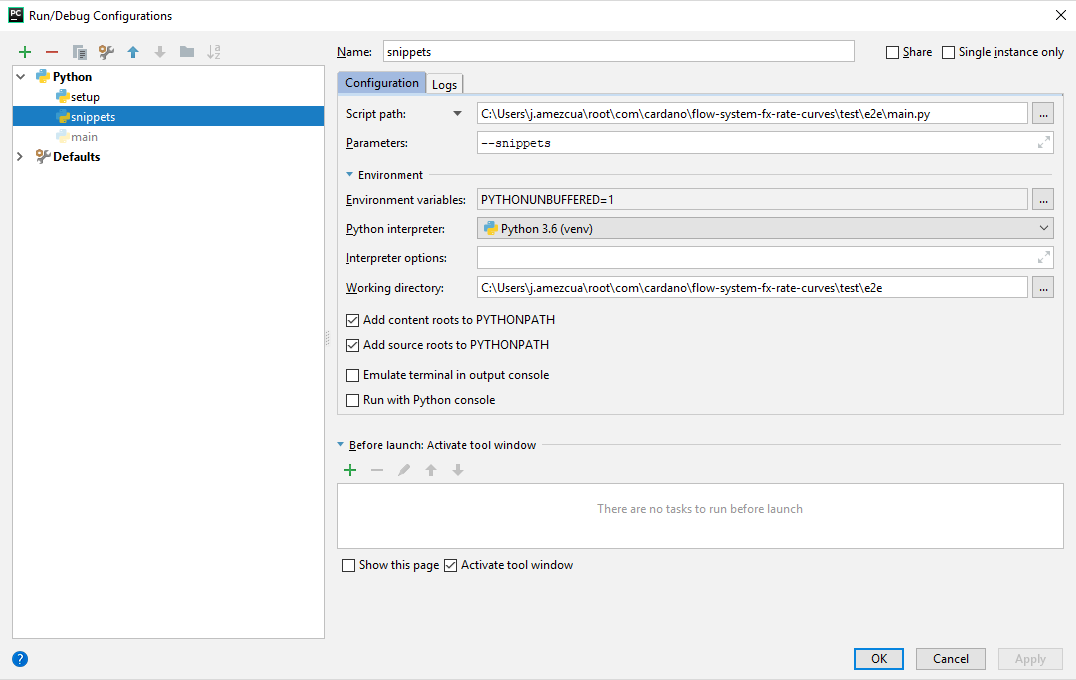 PC Run/Debug Configurations
Name: snippets Share Single instance only
Python
setup
snippets
main
Defaults
Configuration Logs
Script path: C:\Users\j.amezcua\root\com\cardano\flow-system-fx-rate-curves\test\e2e\main.py ...
Parameters: --snippets
Environment
Environment variables: PYTHONUNBUFFERED=1 ...
Python interpreter: Python 3.6 (venv)
Interpreter options:
Working directory: C:\Users\j.amezcua\root\com\cardano\flow-system-fx-rate-curves\test\e2e ...
Add content roots to PYTHONPATH
Add source roots to PYTHONPATH
Emulate terminal in output console
Run with Python console
Before launch: Activate tool window
There are no tasks to run before launch
Show this page Activate tool window
? OK Cancel Apply